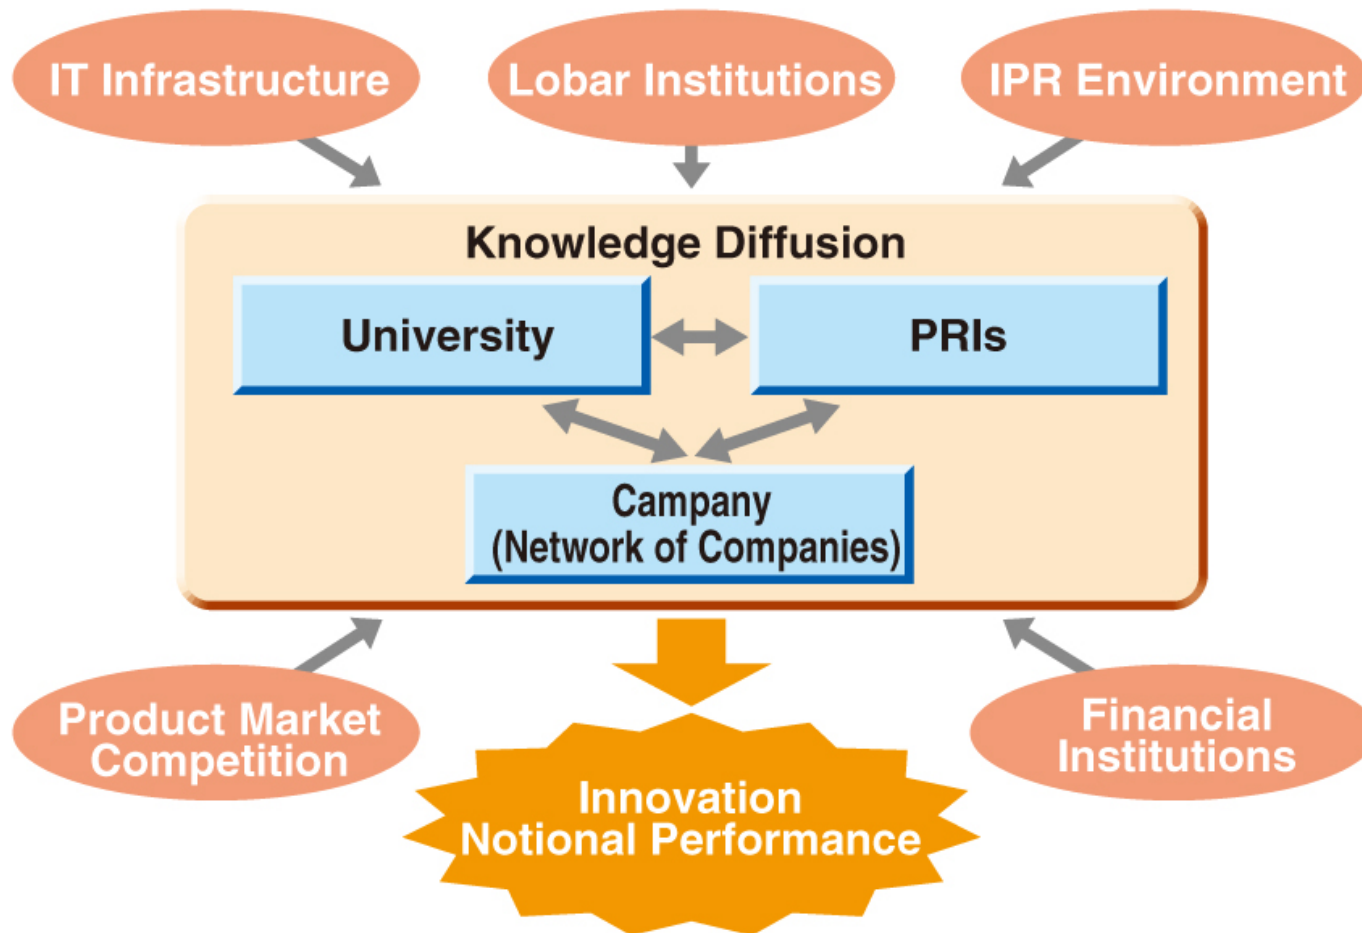 IT Infrastructure
Lobar Institutions
IPR Environment
Knowledge Diffusion
University
PRIs
Campany
(Network of Companies)
Product Market
Competition
Financial
Institutions
Innovation
Notional Performance